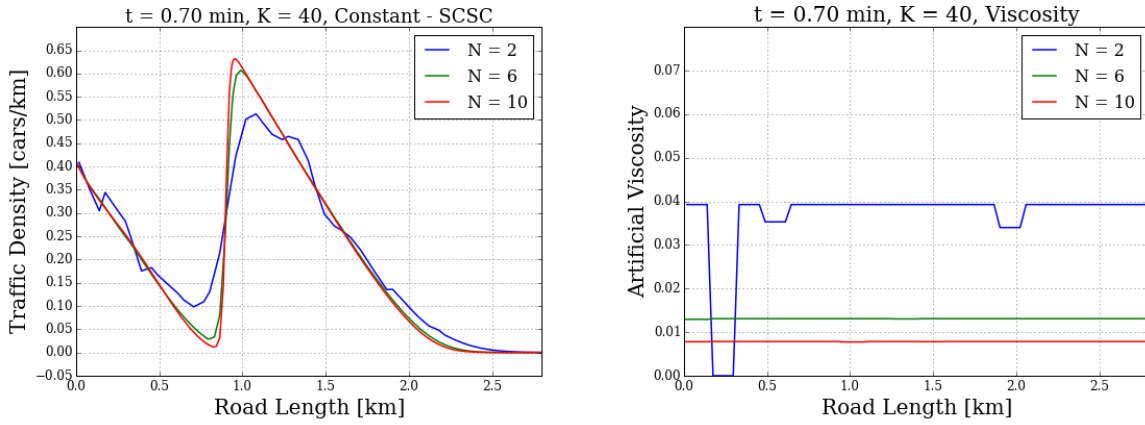 t = 0.70 min, K = 40, Constant - SCSC
Traffic Density [cars/km]
0.65
0.60
0.55
0.50
0.45
0.40
0.35
0.30
0.25
0.20
0.15
0.10
0.05
0.00
−0.05
N = 2
N = 6
N = 10
0.0 0.5 1.0 1.5 2.0 2.5
Road Length [km]
t = 0.70 min, K = 40, Viscosity
Artificial Viscosity
0.07
0.06
0.05
0.04
0.03
0.02
0.01
0.00
N = 2
N = 6
N = 10
0.0 0.5 1.0 1.5 2.0 2.5
Road Length [km]